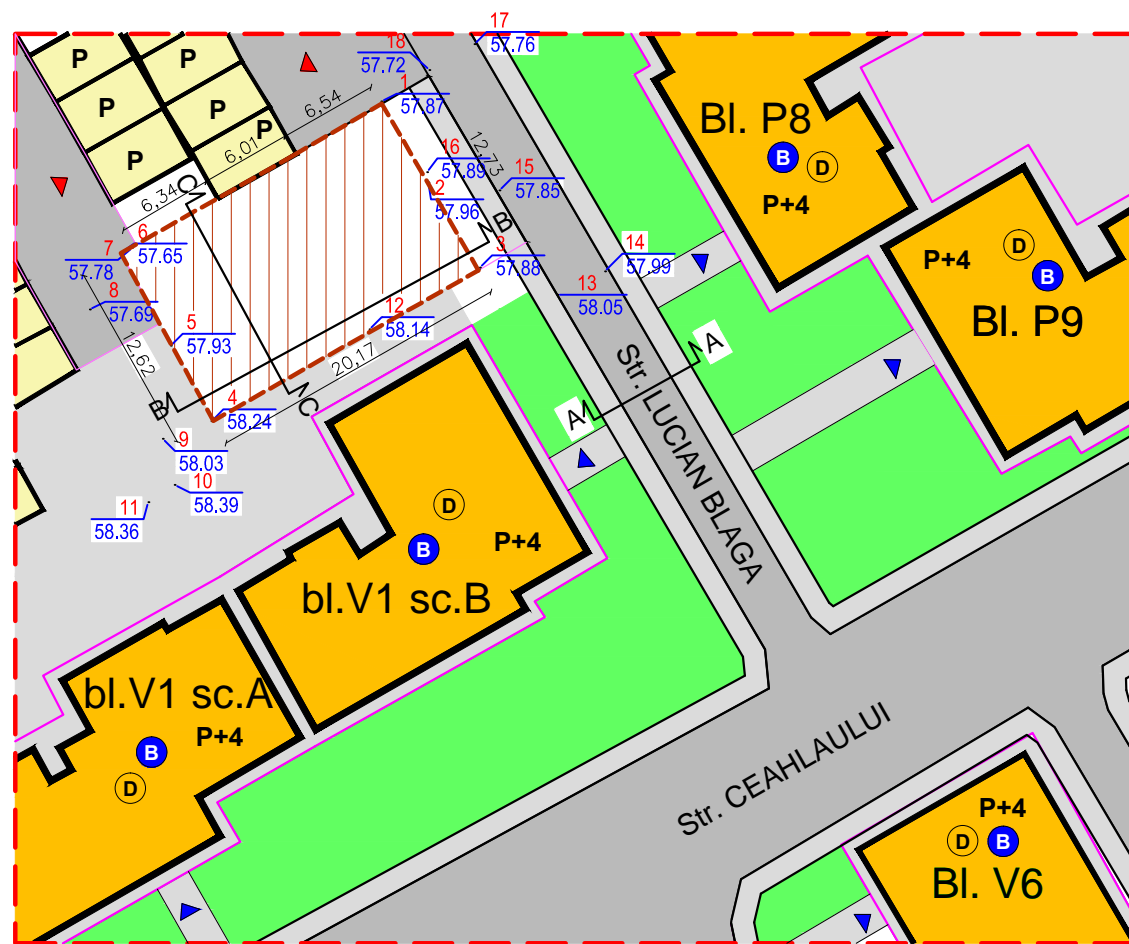 17
57.76
18
57.72
P
P
P
P
P
P
6,54
6,01
6,34
1
57.87
12,73
16
57.89
15
57.85
2
57.96
Bl. P8
B
D
P+4
C
B
6
57.65
7
57.78
3
57.88
14
57.99
13
58.05
D
P+4
B
Bl. P9
8
57.69
5
57.93
12
58.14
2,62
20,17
A
A
B
C
4
58.24
Str. LUCIAN BLAGA
9
58.03
10
58.39
11
58.36
D
B
P+4
bl.V1 sc.B
bl.V1 sc.A
P+4
B
D
Str. CEAHLAULUI
P+4
D
B
Bl. V6